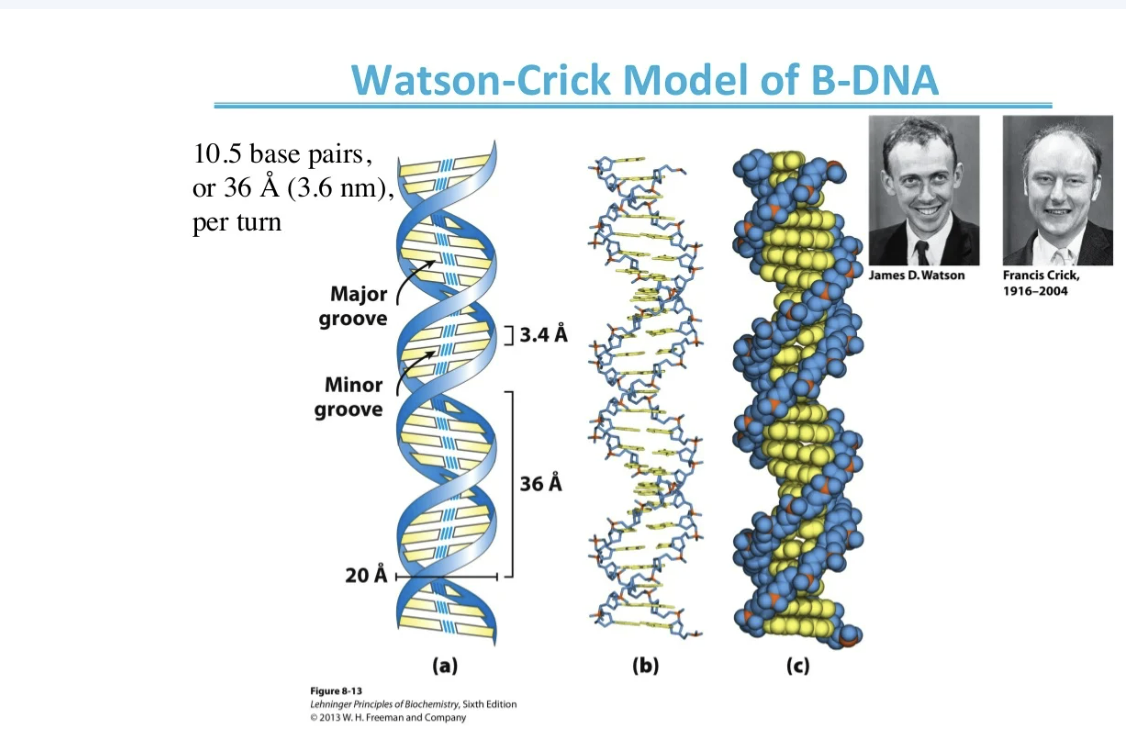 Watson-Crick Model of B-DNA
10.5 base pairs,
or 36 Å (3.6 nm),
per turn
Major
groove
Minor
groove
3.4 Å
36 Å
20 Å
(a)
(b)
(c)
James D. Watson
Francis Crick,
1916–2004
Figure 8-13
Lehninger Principles of Biochemistry, Sixth Edition
© 2013 W. H. Freeman and Company